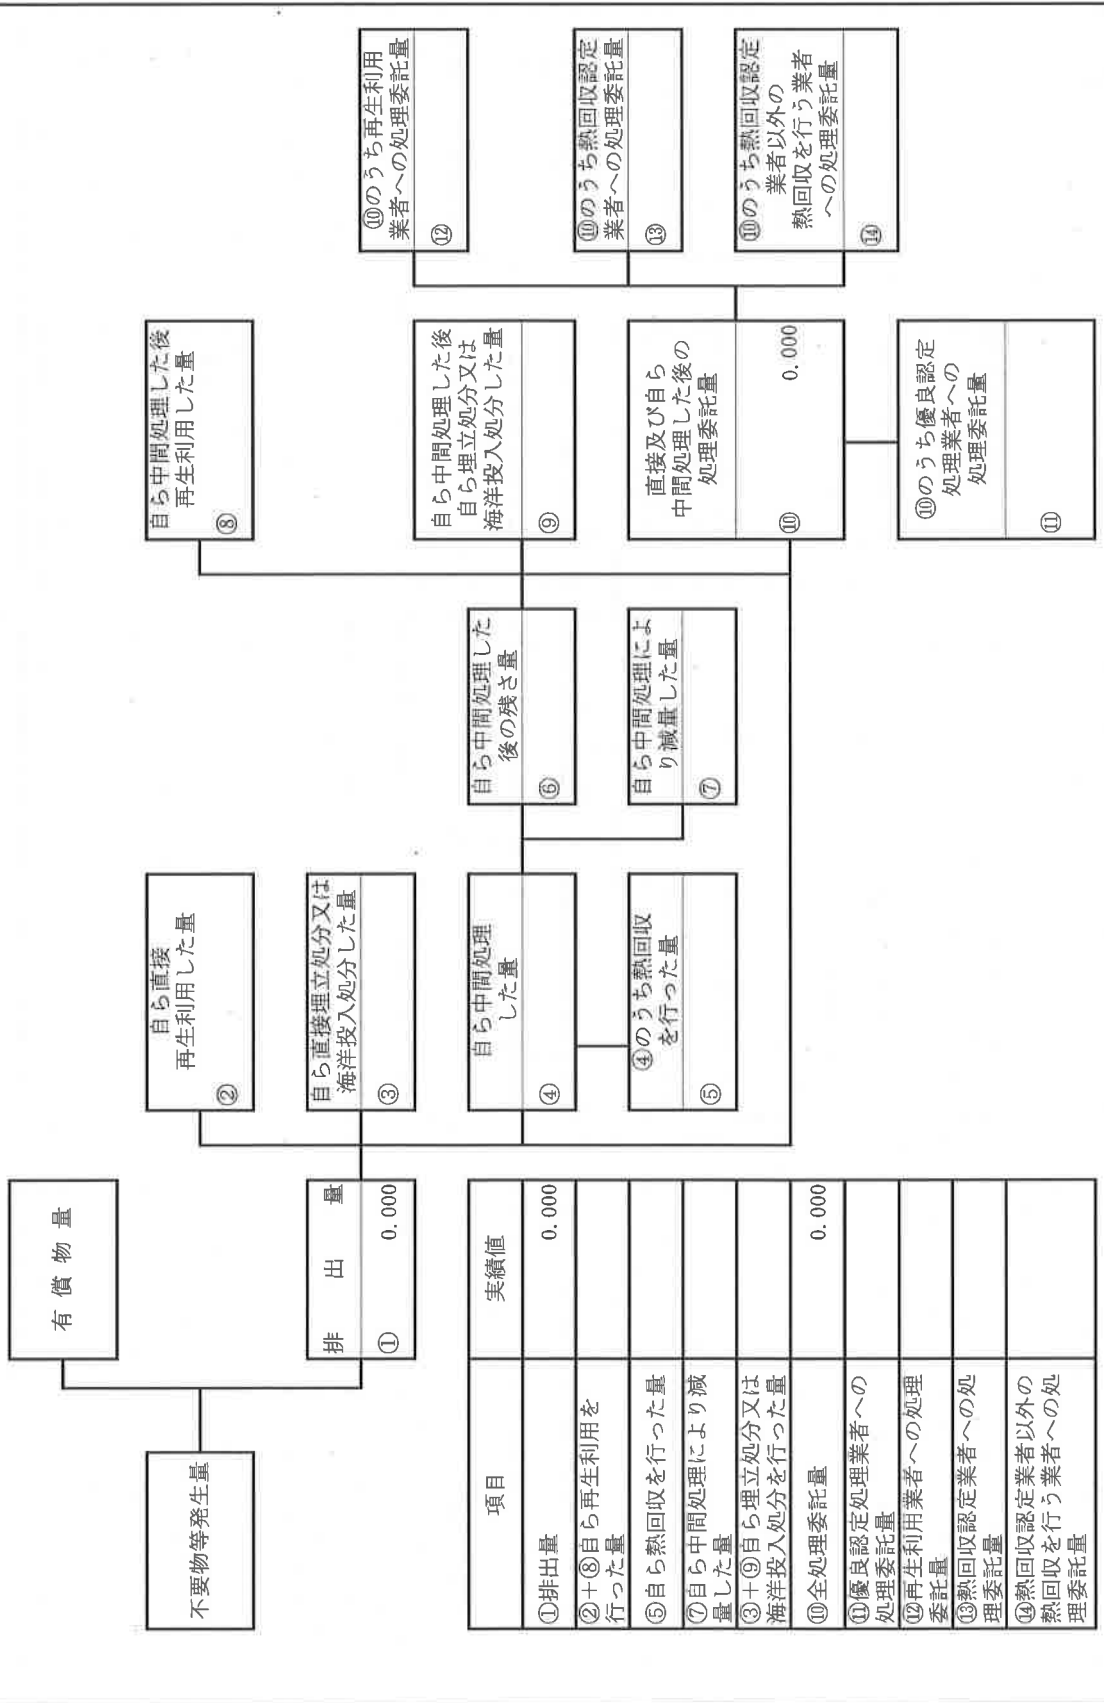 不要物等発生量
有償物量
排出量
① 0.000
自ら直接
再生利用した量
②
自ら直接埋立処分又は
海洋投入処分した量
③
自ら中間処理
した量
④
④のうち熱回収
を行った量
⑤
自ら中間処理した
後の残さ量
⑥
自ら中間処理によ
り減量した量
⑦
自ら中間処理した後
再生利用した量
⑧
自ら中間処理した後
自ら埋立処分又は
海洋投入処分した量
⑨
直接及び自ら
中間処理した後の
処理委託量
⑩ 0.000
⑩のうち優良認定
処理業者への
処理委託量
⑪
⑩のうち再生利用
業者への処理委託量
⑫
⑩のうち熱回収認定
業者への処理委託量
⑬
⑩のうち熱回収認定
業者以外の
熱回収を行う業者
への処理委託量
⑭
項目 実績値
①排出量 0.000
②+⑧自ら再生利用を
行った量
⑤自ら熱回収を行った量
⑦自ら中間処理により減
量した量
③+⑨自ら埋立処分又は
海洋投入処分を行った量
⑩全処理委託量 0.000
⑪優良認定処理業者への
処理委託量
⑫再生利用業者への処理
委託量
⑬熱回収認定業者への処
理委託量
⑭熱回収認定業者以外の
熱回収を行う業者への処
理委託量